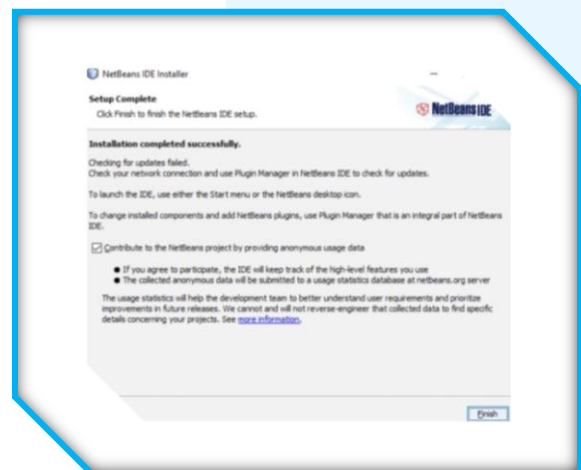 NetBeans IDE Installer
Setup Complete
Click Finish to finish the NetBeans IDE setup.
NetBeans IDE
Installation completed successfully.
Checking for updates failed.
Check your network connection and use Plugin Manager in NetBeans IDE to check for updates.
To launch the IDE, use either the Start menu or the NetBeans desktop icon.
To change installed components and add NetBeans plugins, use Plugin Manager that is an integral part of NetBeans
IDE.
Contribute to the NetBeans project by providing anonymous usage data
● If you agree to participate, the IDE will keep track of the high-level features you use
● The collected anonymous data will be submitted to a usage statistics database at netbeans.org server
The usage statistics will help the development team to better understand user requirements and prioritize
improvements in future releases. We cannot and will not reverse-engineer that collected data to find specific
details concerning your projects. See more information.
Finish